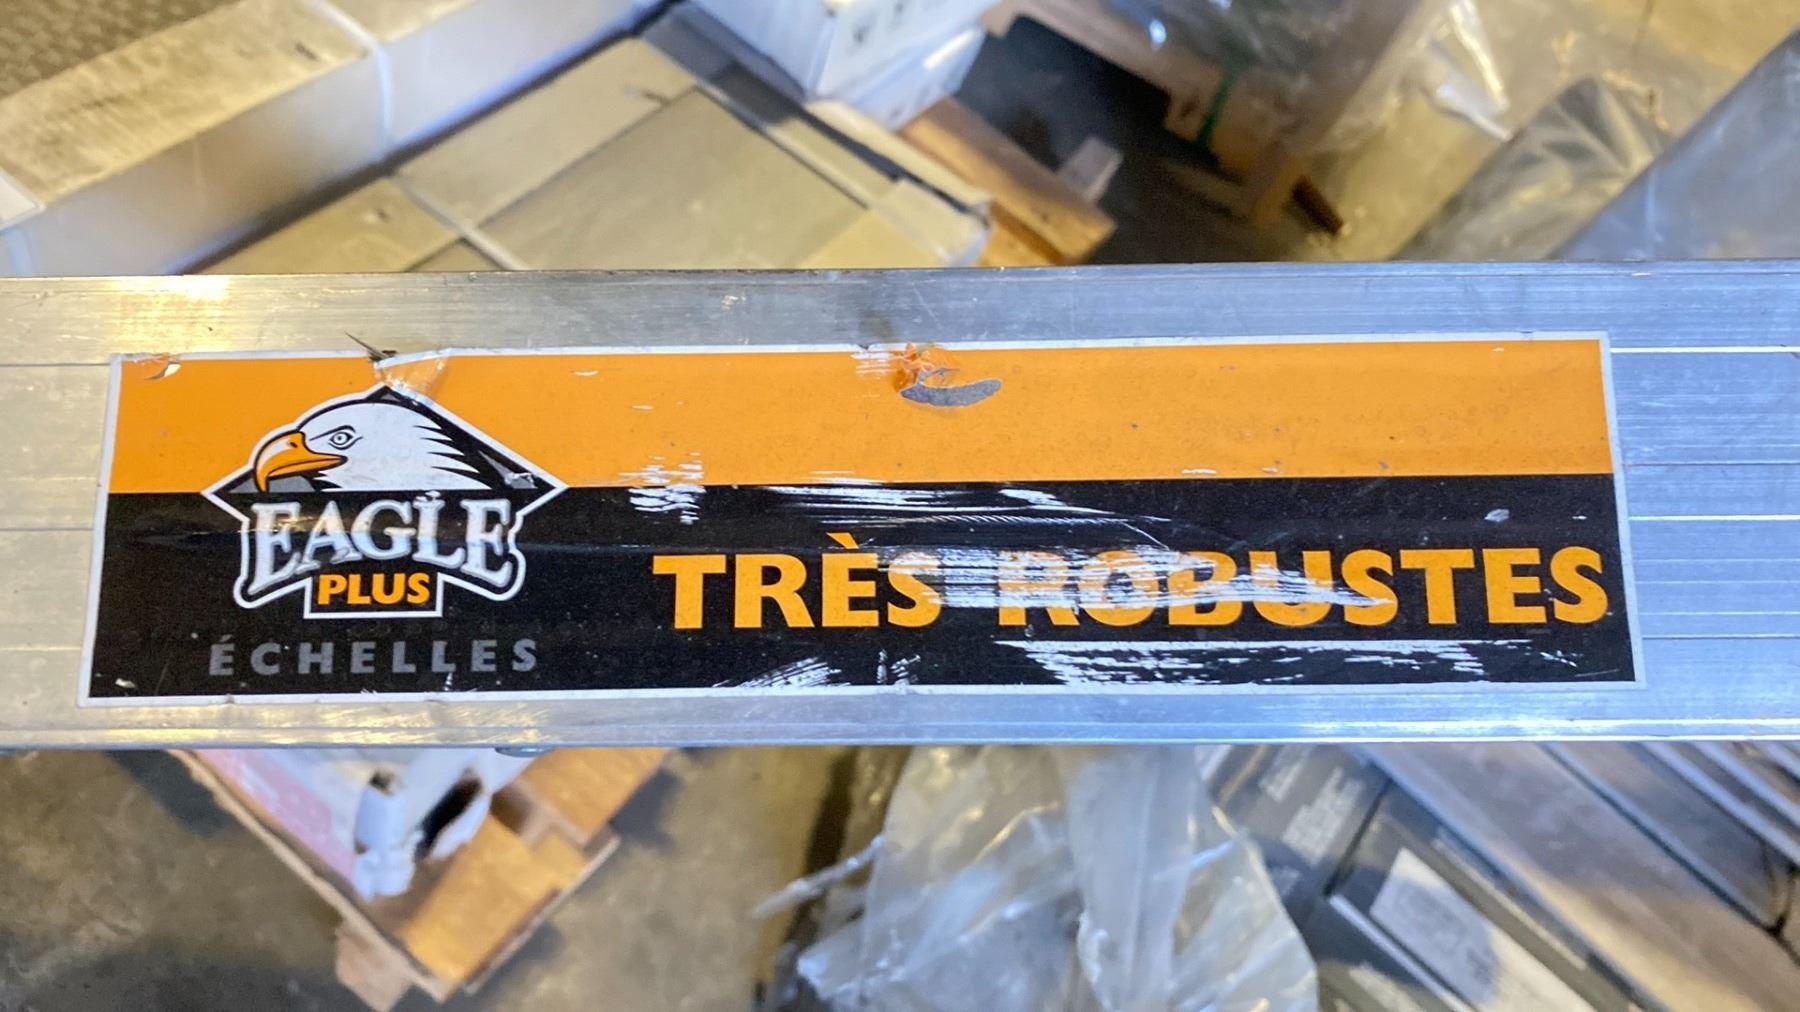 EAGLE
PLUS
ÉCHELLES
TRÈS ROBUSTES